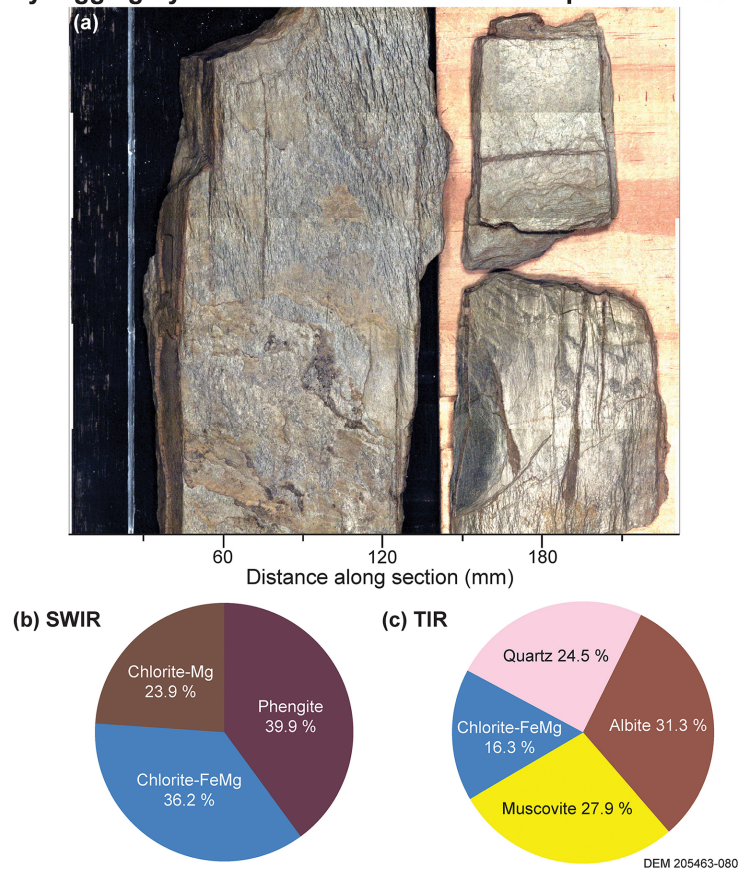 (a)
60 120 180
Distance along section (mm)
(b) SWIR
Chlorite-Mg
23.9 %
Phengite
39.9 %
Chlorite-FeMg
36.2 %
(c) TIR
Quartz 24.5 %
Albite 31.3 %
Chlorite-FeMg
16.3 %
Muscovite 27.9 %
DEM 205463-080